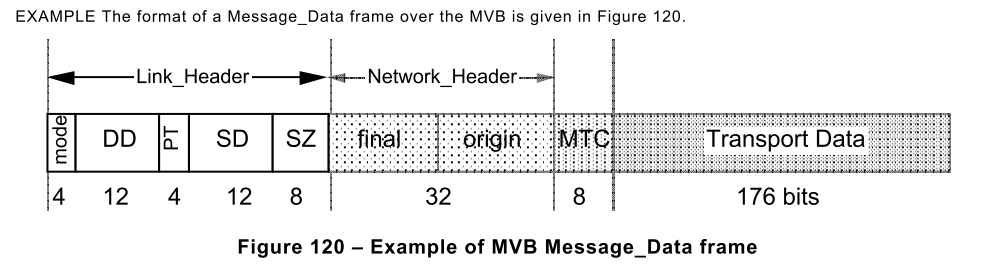 EXAMPLE The format of a Message_Data frame over the MVB is given in Figure 120.
Link_Header Network_Header
mode DD PT SD SZ final origin MTC Transport Data
4 12 4 12 8 32 8 176 bits
Figure 120 – Example of MVB Message_Data frame